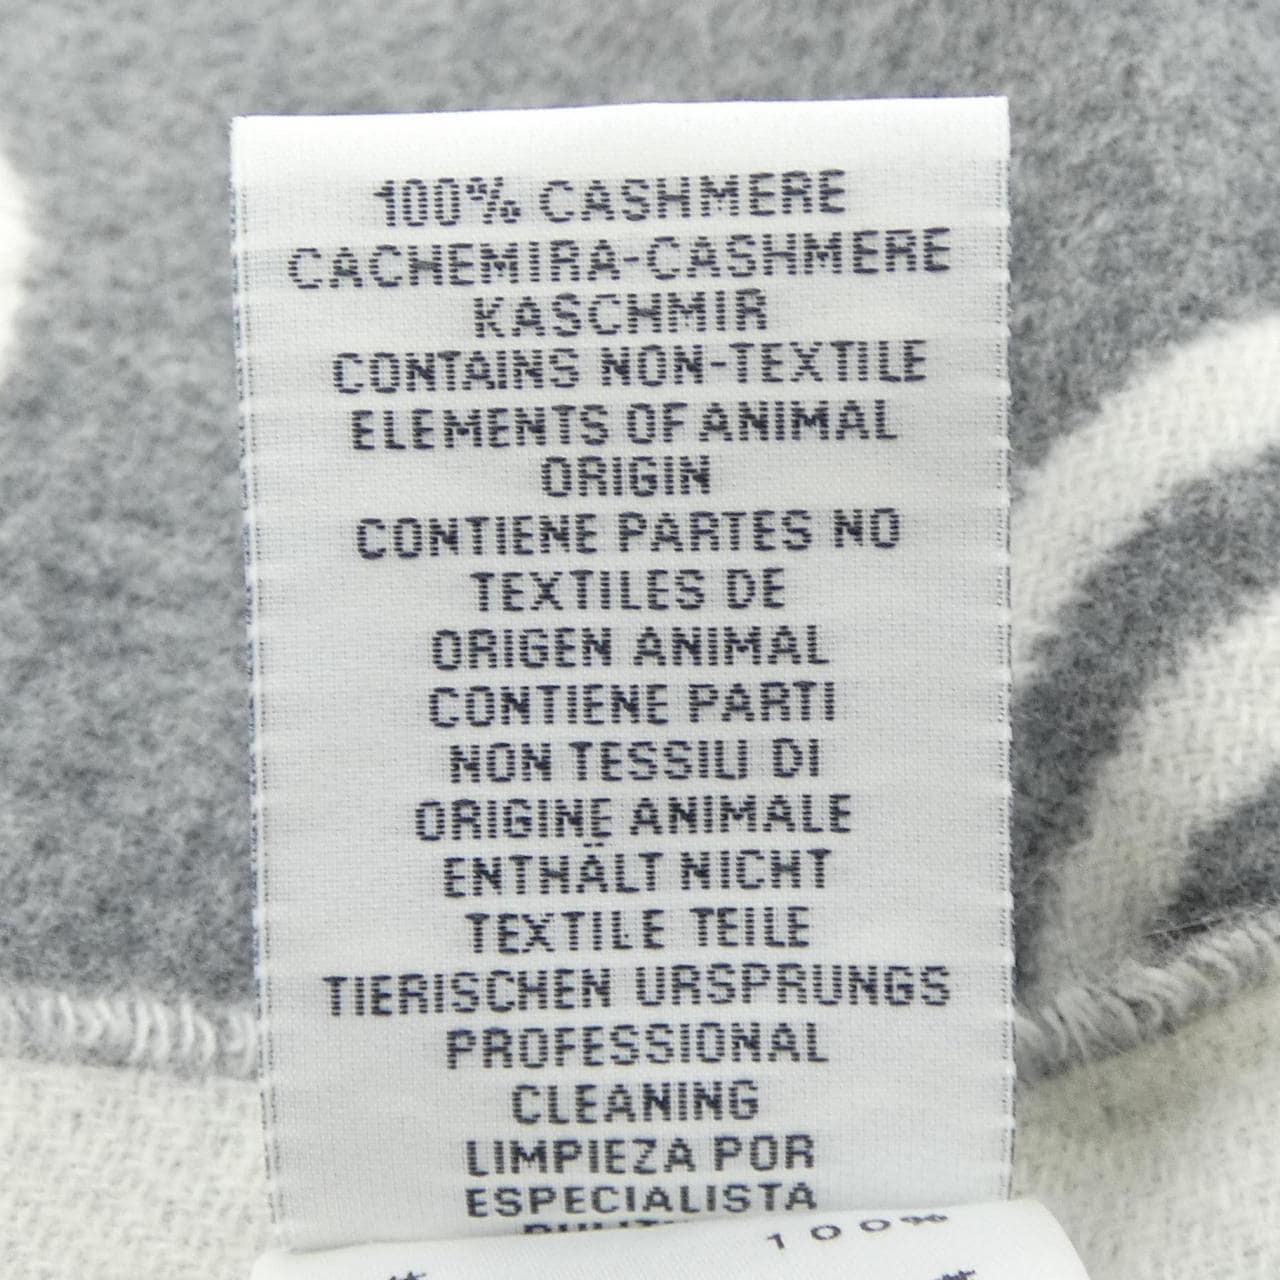 100% CASHMERE
CACHEMIRA-CASHMERE
KASCHMIR
CONTAINS NON-TEXTILE
ELEMENTS OF ANIMAL
ORIGIN
CONTIENE PARTES NO
TEXTILES DE
ORIGEN ANIMAL
CONTIENE PARTI
NON TESSILI DI
ORIGINE ANIMALE
ENTHÄLT NICHT
TEXTILE TEILE
TIERISCHEN URSPRUNGS
PROFESSIONAL
CLEANING
LIMPIEZA POR
ESPECIALISTA
100%